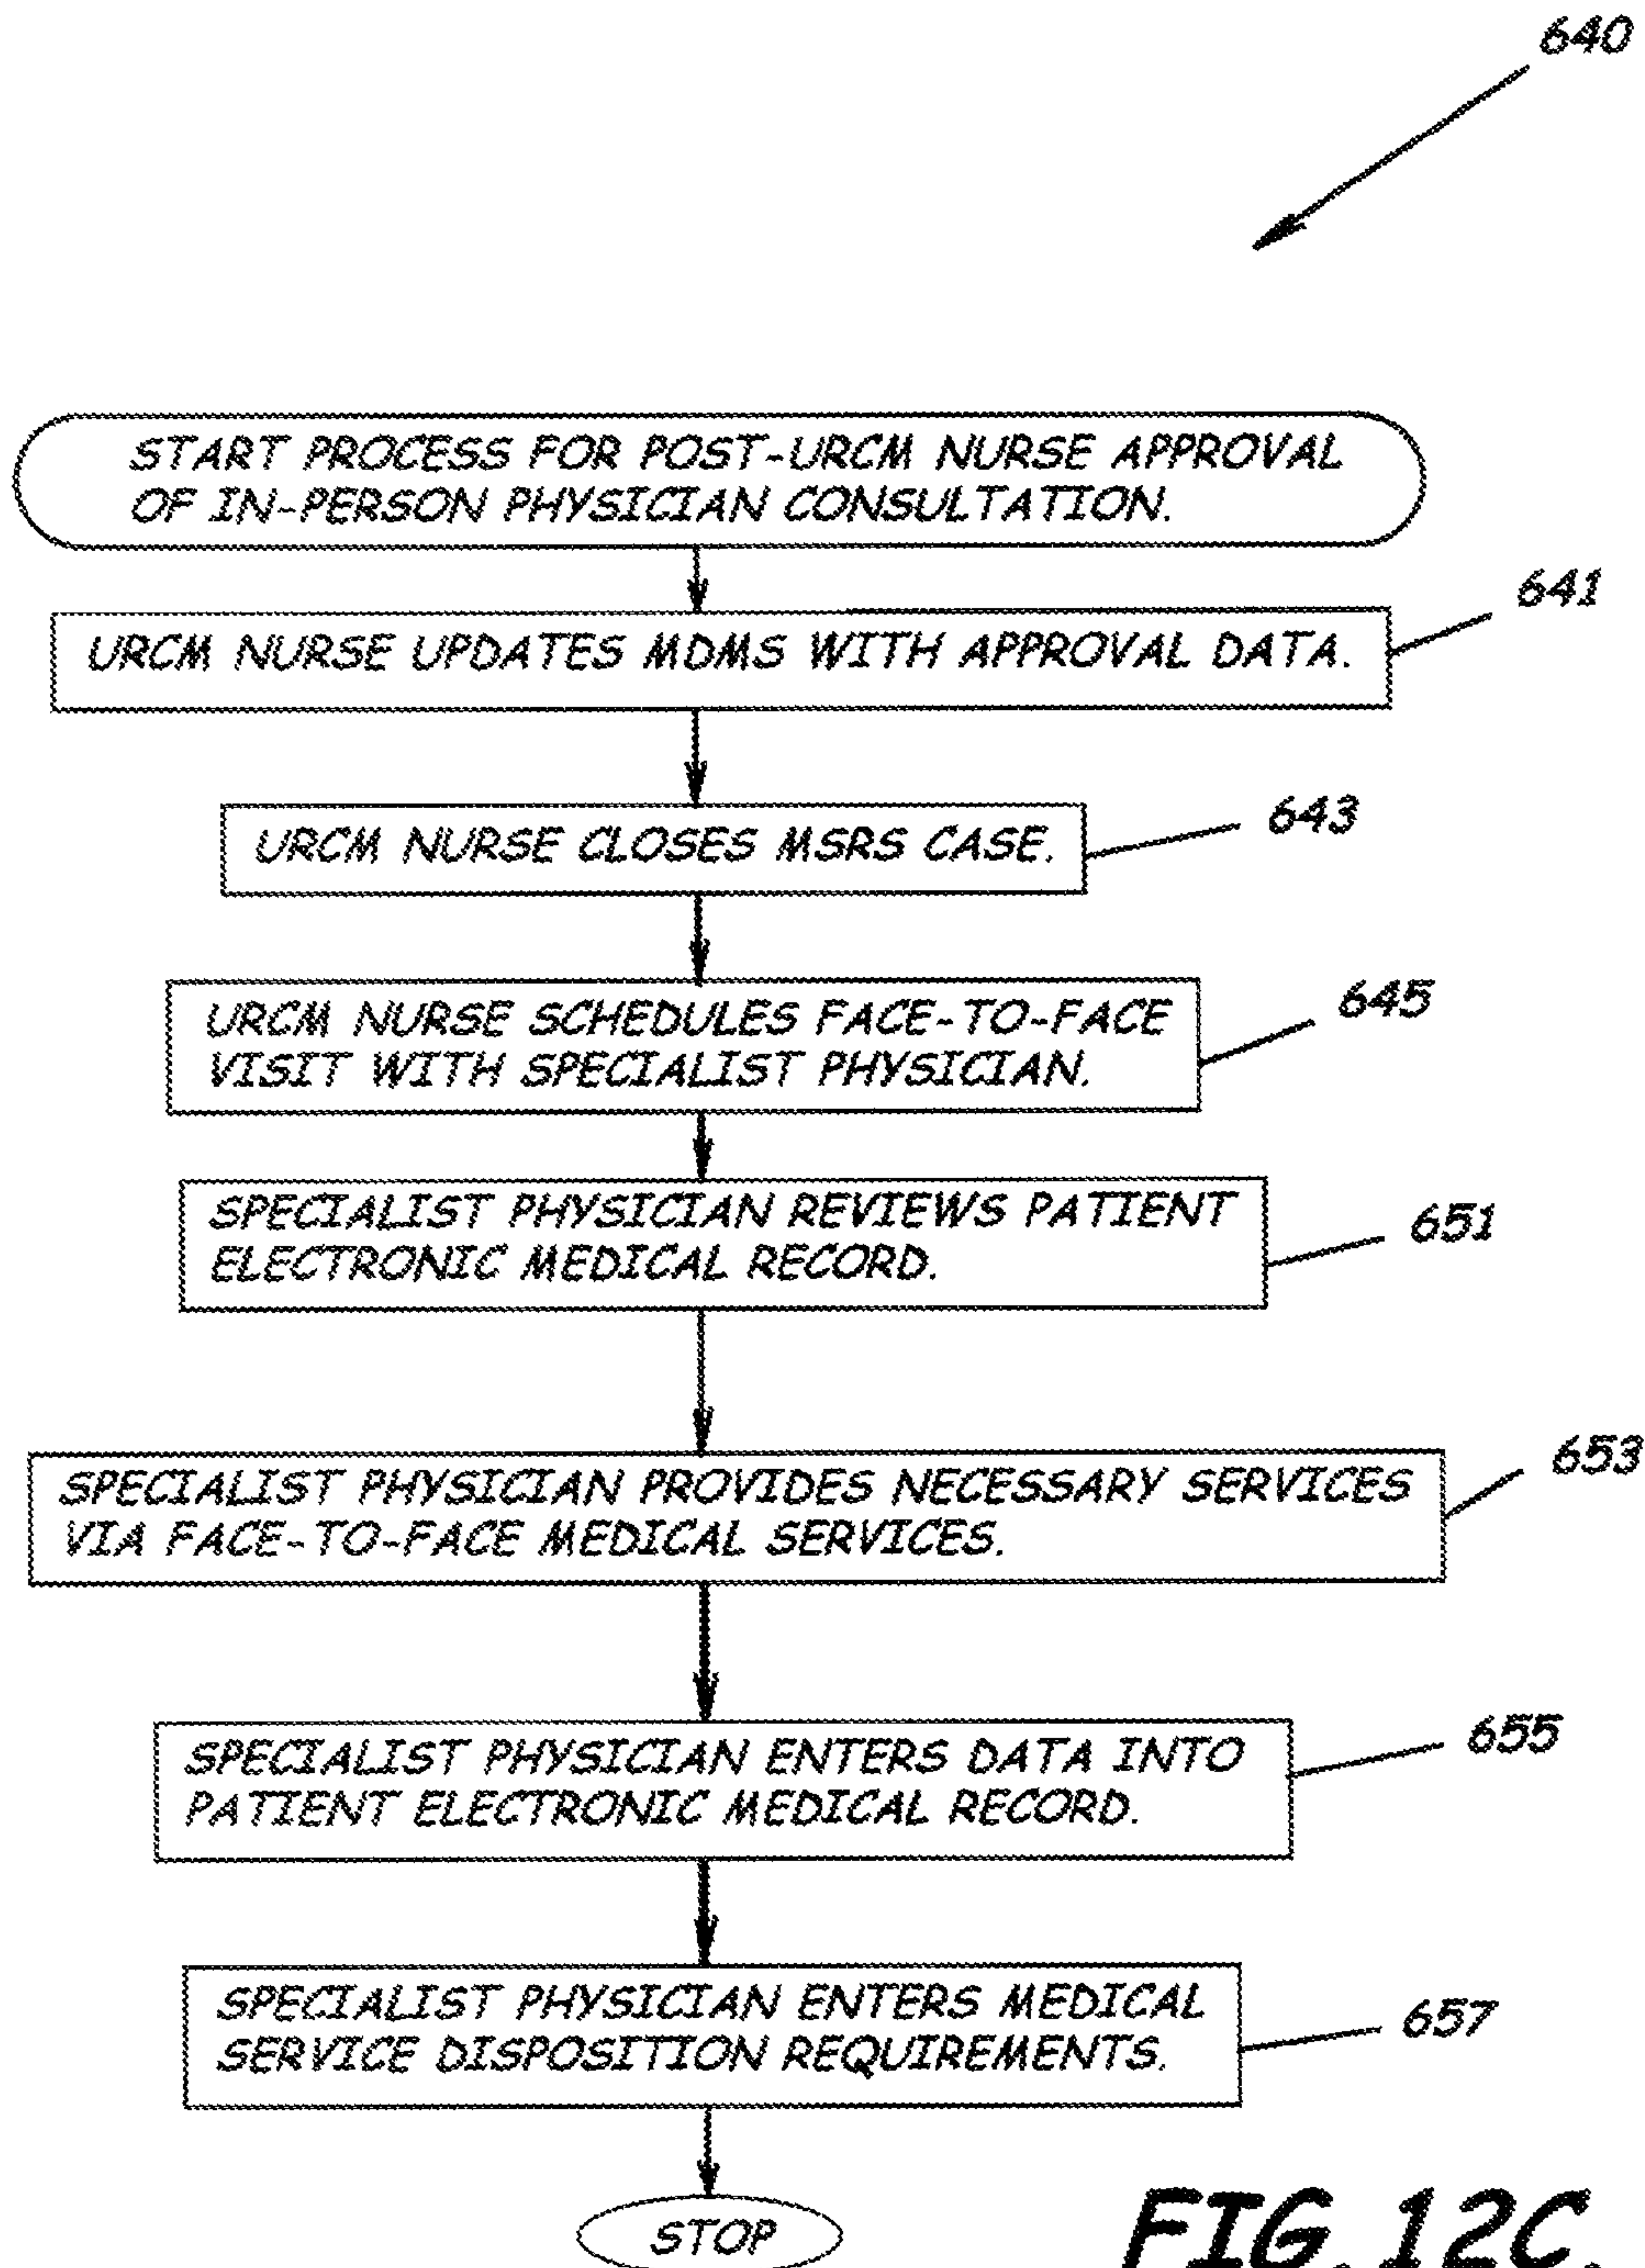 640
START PROCESS FOR POST-URCM NURSE APPROVAL
OF IN-PERSON PHYSICIAN CONSULTATION.
641
URCM NURSE UPDATES MDMS WITH APPROVAL DATA.
643
URCM NURSE CLOSES MSRS CASE.
645
URCM NURSE SCHEDULES FACE-TO-FACE
VISIT WITH SPECIALIST PHYSICIAN.
651
SPECIALIST PHYSICIAN REVIEWS PATIENT
ELECTRONIC MEDICAL RECORD.
653
SPECIALIST PHYSICIAN PROVIDES NECESSARY SERVICES
VIA FACE-TO-FACE MEDICAL SERVICES.
655
SPECIALIST PHYSICIAN ENTERS DATA INTO
PATIENT ELECTRONIC MEDICAL RECORD.
657
SPECIALIST PHYSICIAN ENTERS MEDICAL
SERVICE DISPOSITION REQUIREMENTS.
STOP
FIG. 12C.